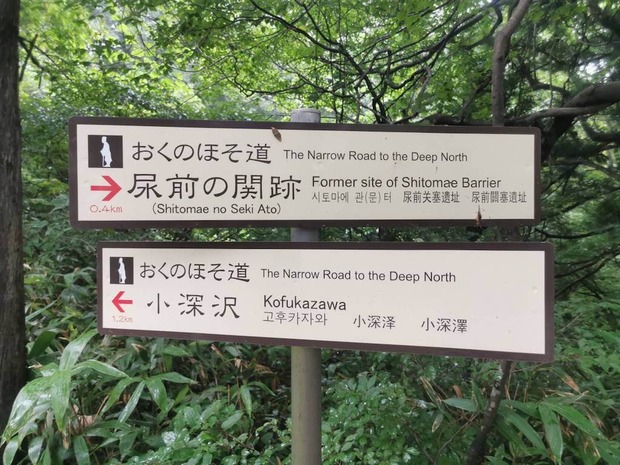 おくのほそ道 The Narrow Road to the Deep North
尿前の関跡 Former site of Shitomae Barrier
0.4km (Shitomae no Seki Ato) 시토마에 관(문) 터 尿前关塞遗址 尿前關塞遺址
おくのほそ道 The Narrow Road to the Deep North
小深沢 Kofukazawa
1.2km 고후카자와 小深泽 小深澤